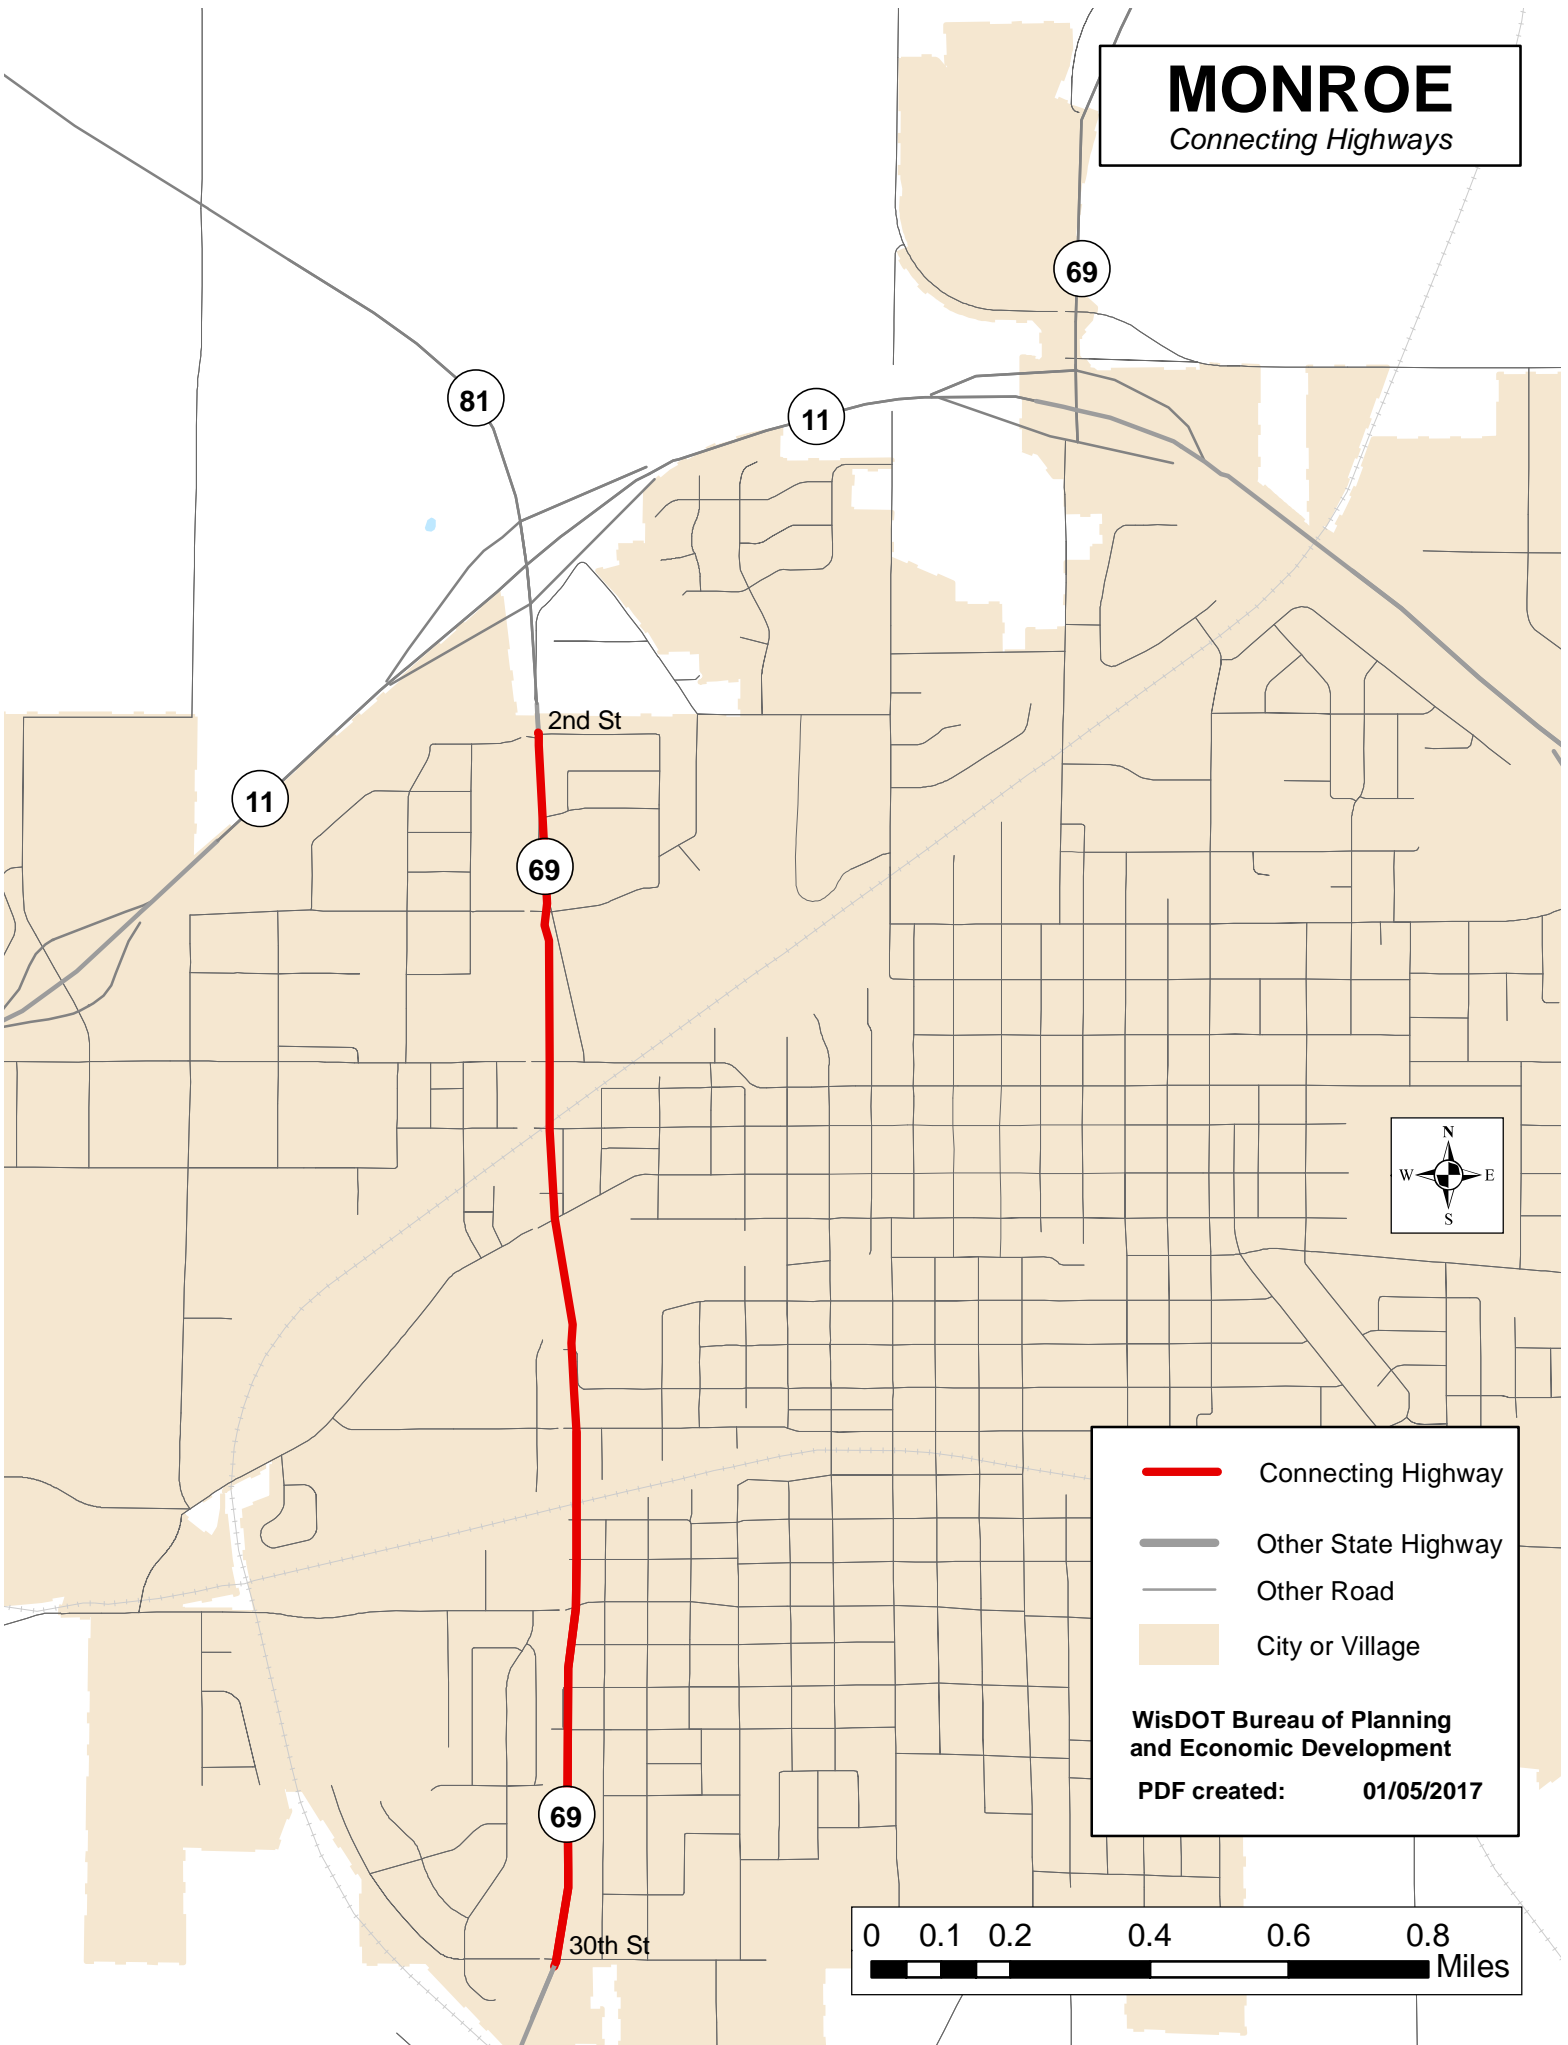 MONROE
Connecting Highways
69
81
11
2nd St
11
69
N
W E
S
Connecting Highway
Other State Highway
Other Road
City or Village
WisDOT Bureau of Planning
and Economic Development
PDF created: 01/05/2017
69
30th St
0 0.1 0.2 0.4 0.6 0.8
Miles